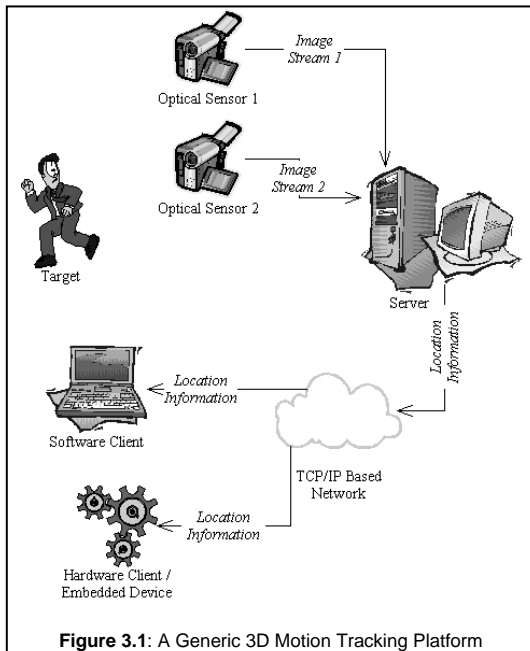 Image
Stream 1
Optical Sensor 1
Image
Stream 2
Optical Sensor 2
Target
Server
Location
Information
Location
Information
Software Client
TCP/IP Based
Network
Location
Information
Hardware Client /
Embedded Device
Figure 3.1: A Generic 3D Motion Tracking Platform